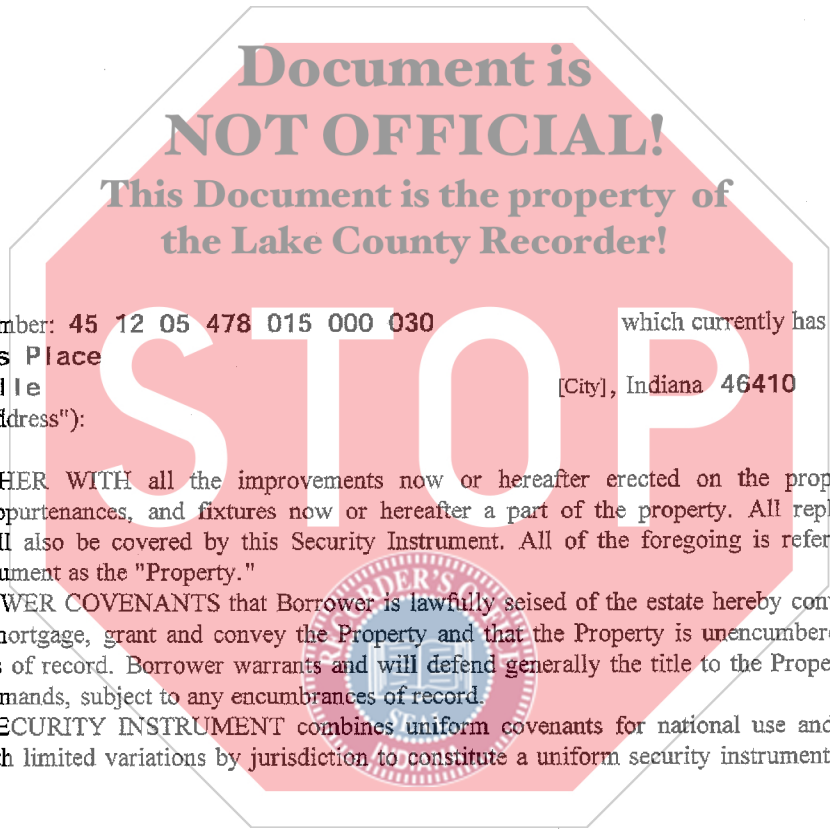 Document is
NOT OFFICIAL!
This Document is the property of
the Lake County Recorder!
STOP
mber: 45 12 05 478 015 000 030 which currently has
s Place
lle [City], Indiana 46410
ddress"):
HER WITH all the improvements now or hereafter erected on the prop
ppurtenances, and fixtures now or hereafter a part of the property. All repl
ll also be covered by this Security Instrument. All of the foregoing is refer
ument as the "Property."
WER COVENANTS that Borrower is lawfully seised of the estate hereby con
mortgage, grant and convey the Property and that the Property is unencumber
s of record. Borrower warrants and will defend generally the title to the Prope
mands, subject to any encumbrances of record.
ECURITY INSTRUMENT combines uniform covenants for national use and
th limited variations by jurisdiction to constitute a uniform security instrument
SEAL
INDIANA